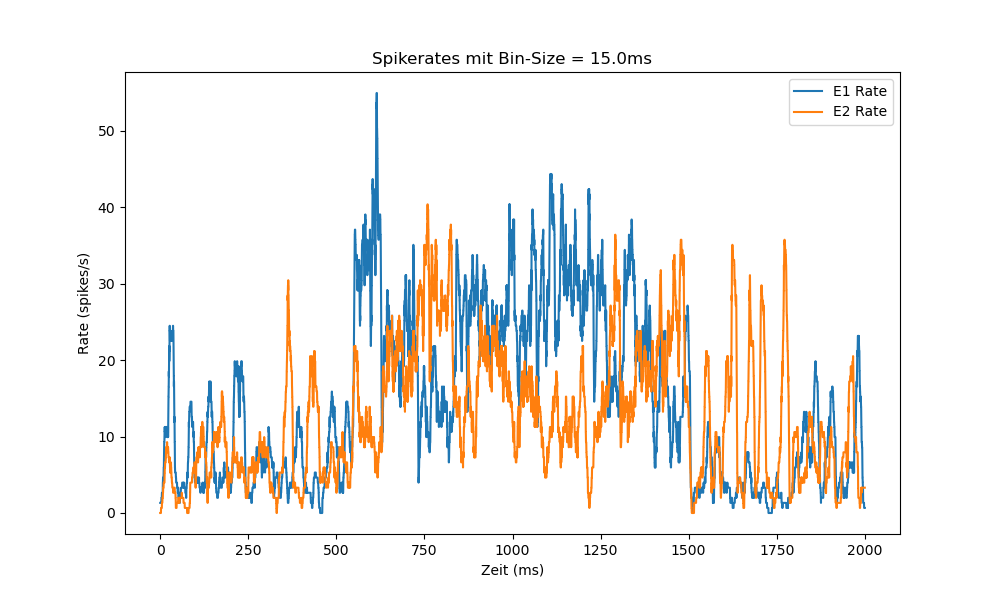 Spikerates mit Bin-Size = 15.0ms
E1 Rate
E2 Rate
Rate (spikes/s)
50
40
30
20
10
0
0 250 500 750 1000 1250 1500 1750 2000
Zeit (ms)